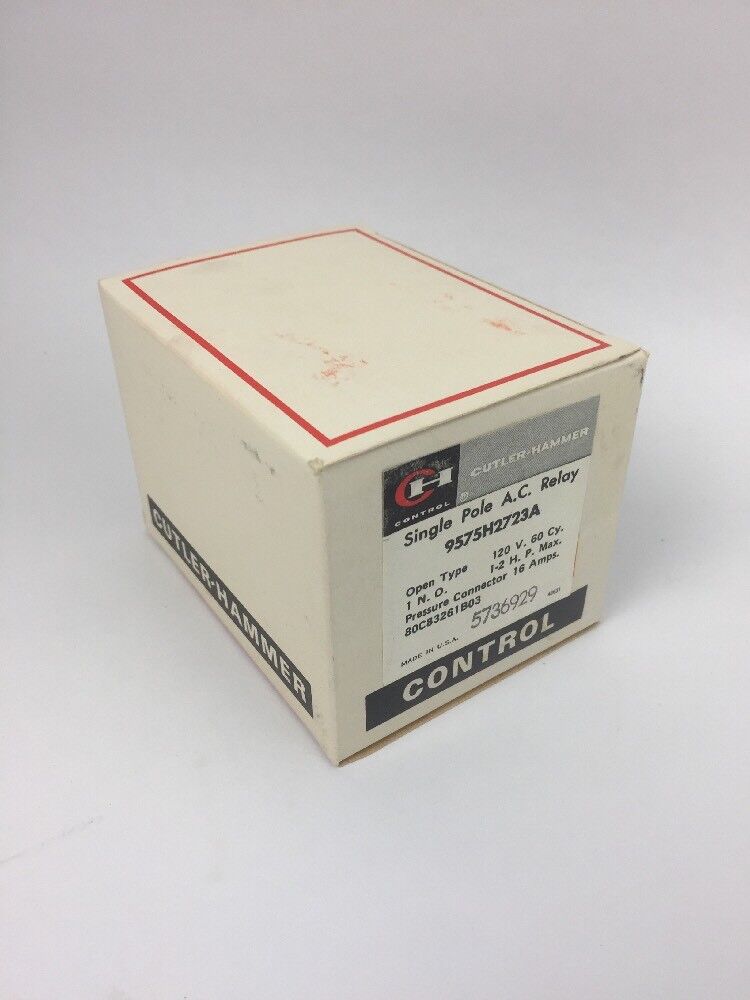 CUTLER-HAMMER
CH
CONTROL ®
CUTLER-HAMMER
Single Pole A.C. Relay
9575H2723A
Open Type 120 V. 60 Cy.
1 N. O. 1-2 H. P. Max.
Pressure Connector 16 Amps.
80C83261B03
5736929
MADE IN U.S.A.
CONTROL